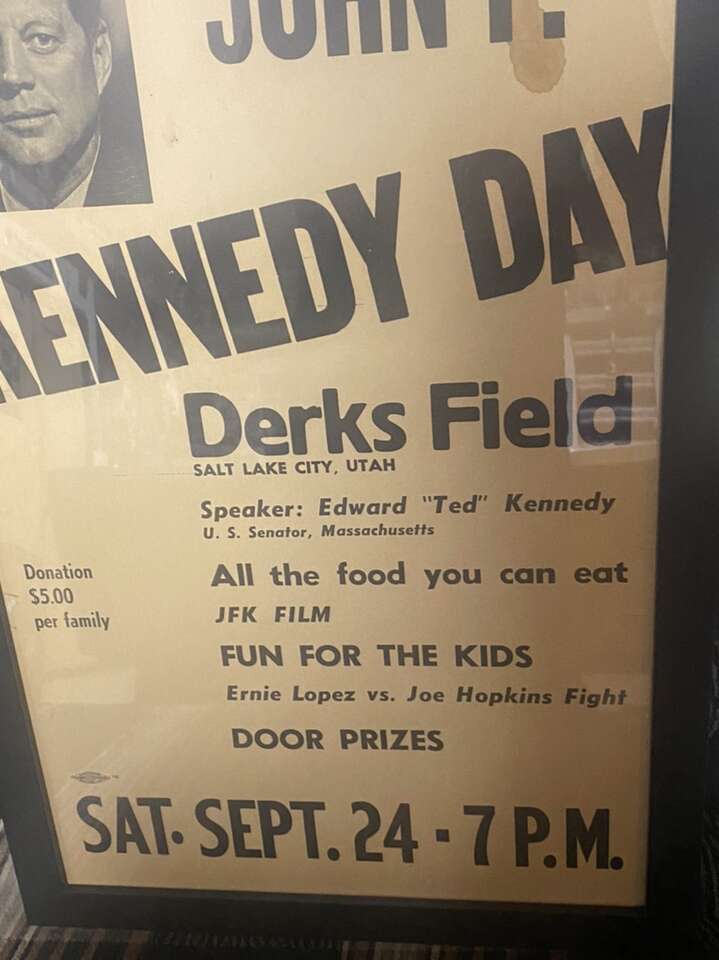 JOHN F.
KENNEDY DAY
Derks Field
SALT LAKE CITY, UTAH
Speaker: Edward "Ted" Kennedy
U. S. Senator, Massachusetts
Donation
$5.00
per family
All the food you can eat
JFK FILM
FUN FOR THE KIDS
Ernie Lopez vs. Joe Hopkins Fight
DOOR PRIZES
SAT. SEPT. 24 - 7 P.M.